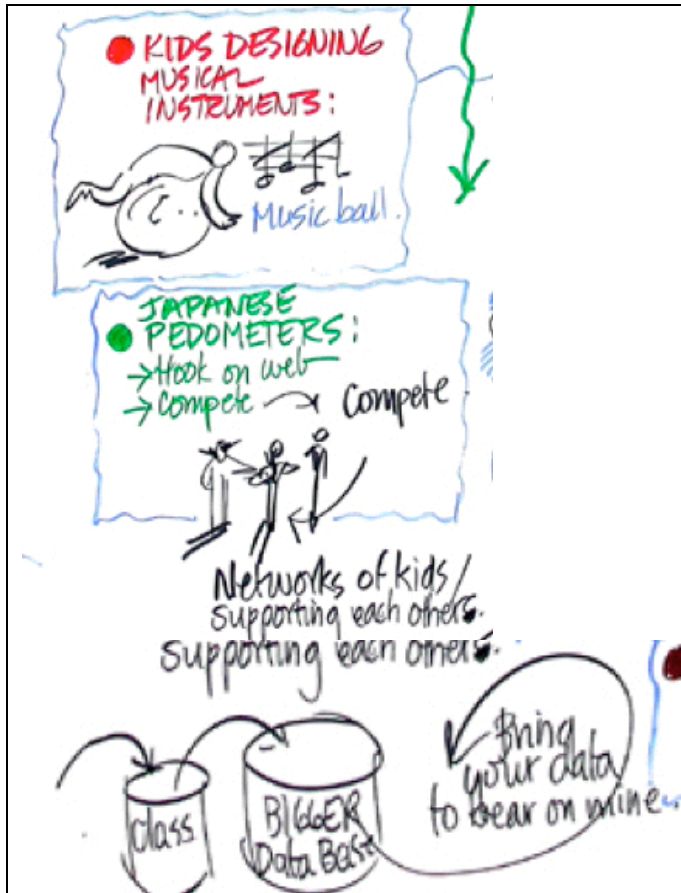 KIDS DESIGNING
MUSICAL
INSTRUMENTS:
Music ball.
JAPANESE
PEDOMETERS:
→Hook on web
→Compete → Compete
Networks of kids/
supporting each others.
supporting each others.
class
BIGGER
Data Base
Bring
your data
to bear on mine.